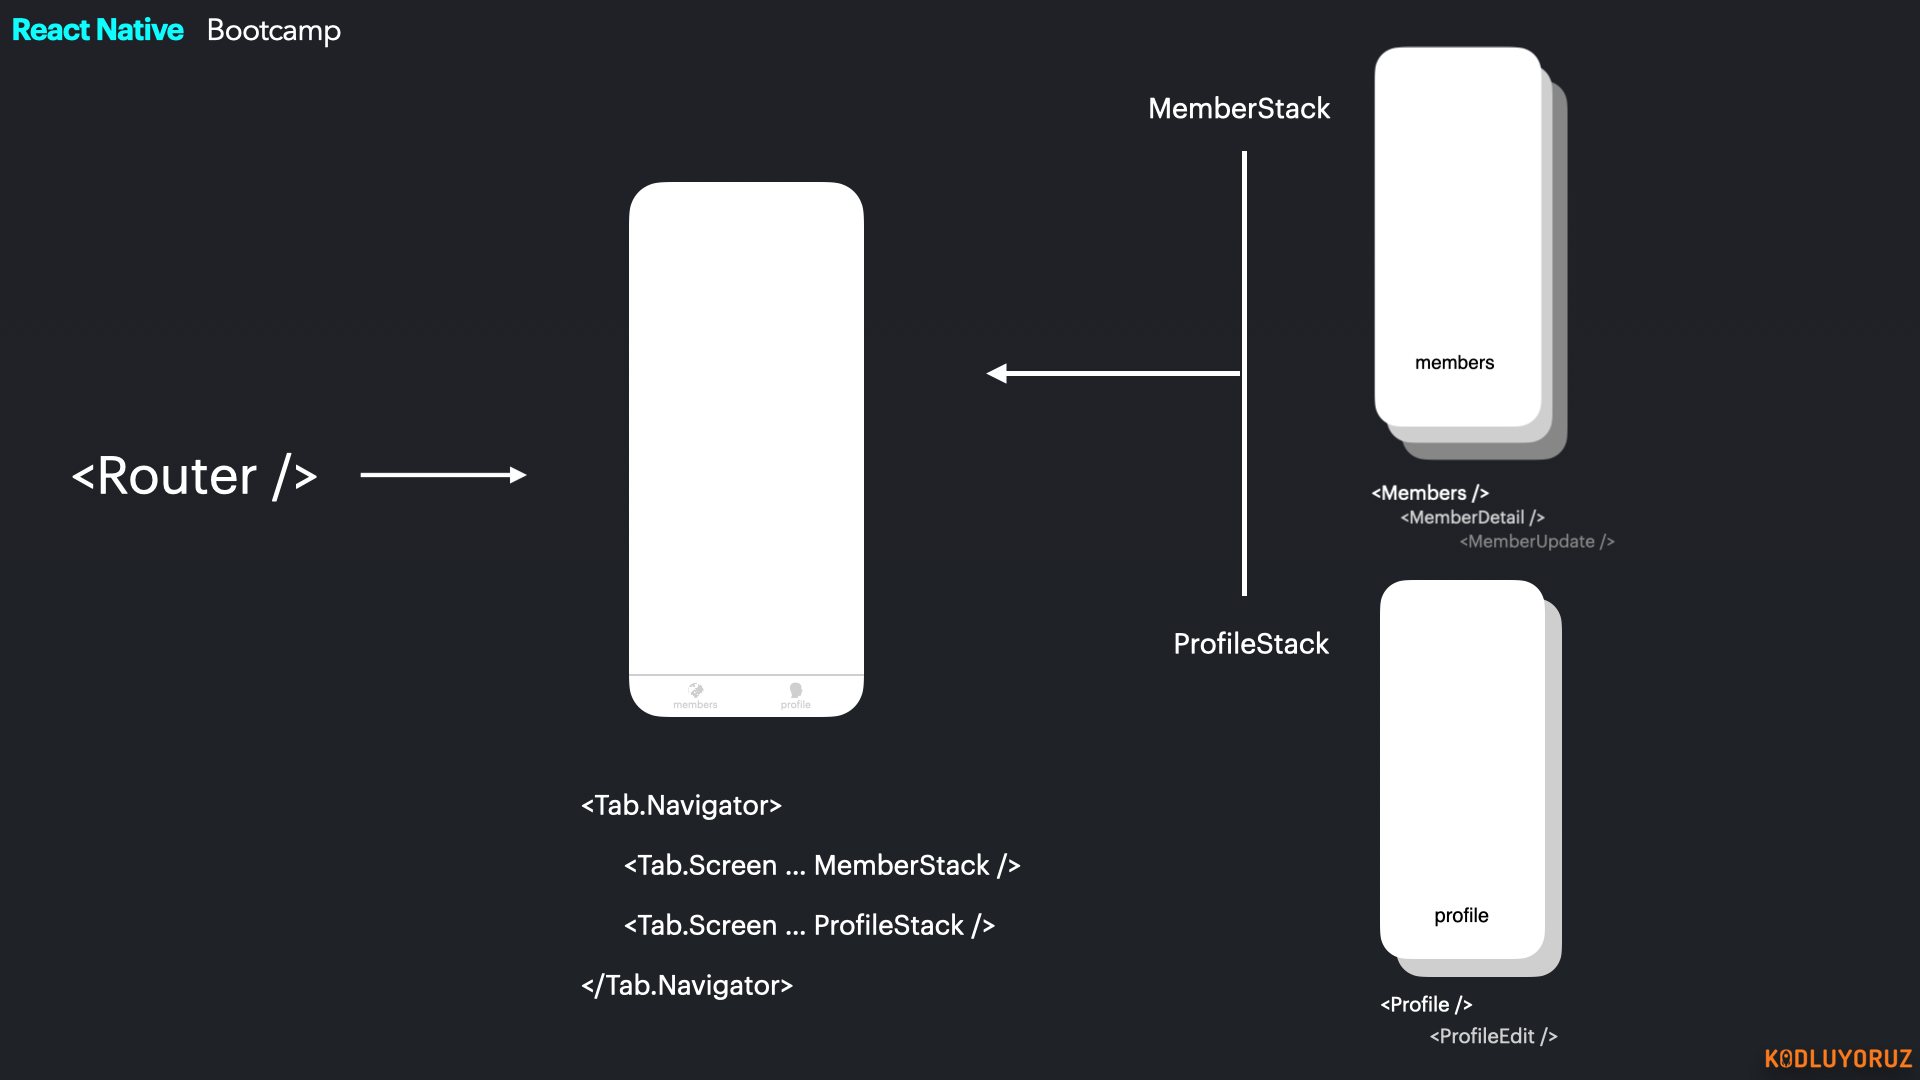 React Native Bootcamp
MemberStack
members
<Router />
<Members />
<MemberDetail />
<MemberUpdate />
ProfileStack
members profile
<Tab.Navigator>
<Tab.Screen ... MemberStack />
<Tab.Screen ... ProfileStack />
</Tab.Navigator>
profile
<Profile />
<ProfileEdit />
KODLUYORUZ